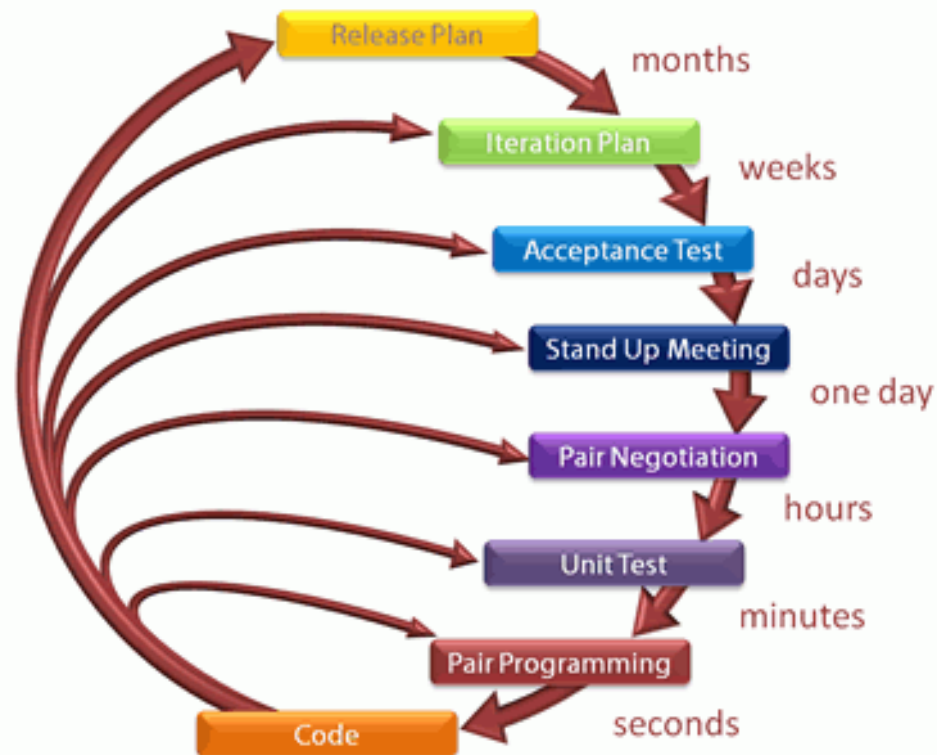 Release Plan
months
Iteration Plan
weeks
Acceptance Test
days
Stand Up Meeting
one day
Pair Negotiation
hours
Unit Test
minutes
Pair Programming
seconds
Code